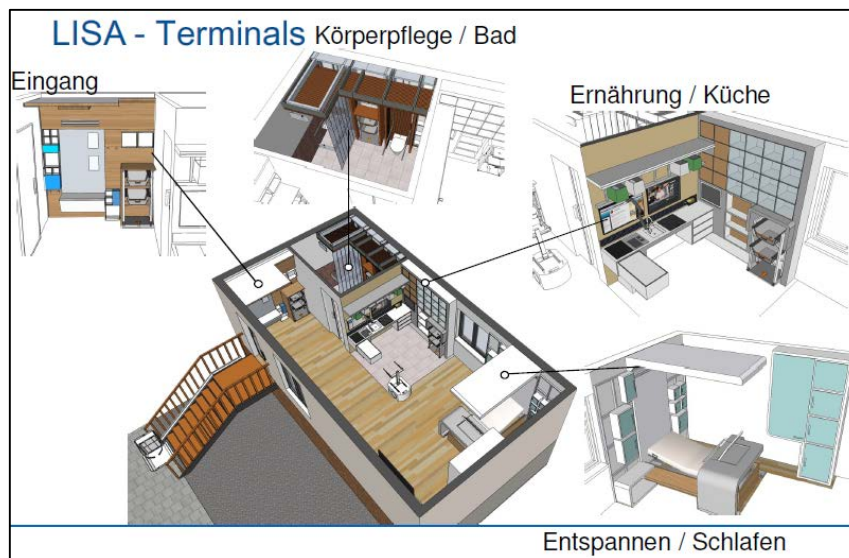 LISA - Terminals Körperpflege / Bad
Eingang
Ernährung / Küche
Entspannen / Schlafen